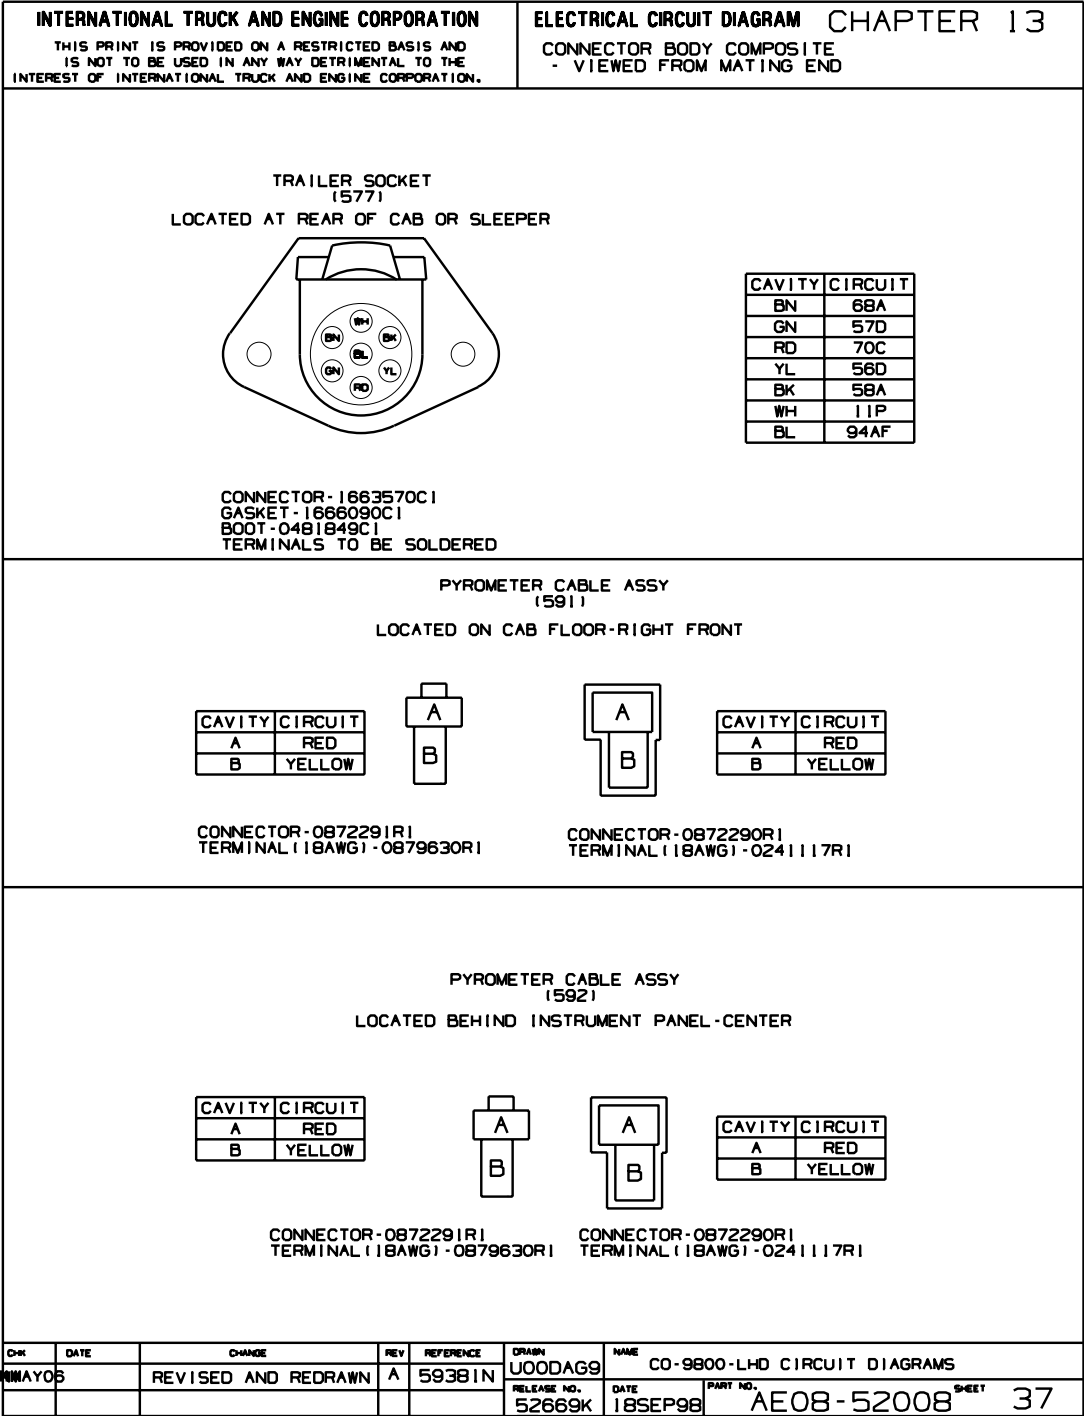 INTERNATIONAL TRUCK AND ENGINE CORPORATION
THIS PRINT IS PROVIDED ON A RESTRICTED BASIS AND
IS NOT TO BE USED IN ANY WAY DETRIMENTAL TO THE
INTEREST OF INTERNATIONAL TRUCK AND ENGINE CORPORATION.
ELECTRICAL CIRCUIT DIAGRAM CHAPTER 13
CONNECTOR BODY COMPOSITE
- VIEWED FROM MATING END
TRAILER SOCKET
(577)
LOCATED AT REAR OF CAB OR SLEEPER
WH
BN BK
BL
GN YL
RD
CAVITY CIRCUIT
BN 68A
GN 57D
RD 70C
YL 56D
BK 58A
WH 11P
BL 94AF
CONNECTOR-1663570C1
GASKET-1666090C1
BOOT-0481849C1
TERMINALS TO BE SOLDERED
PYROMETER CABLE ASSY
(591)
LOCATED ON CAB FLOOR-RIGHT FRONT
CAVITY CIRCUIT
A RED
B YELLOW
A
B
A
B
CAVITY CIRCUIT
A RED
B YELLOW
CONNECTOR-0872291R1
TERMINAL(18AWG)-0879630R1
CONNECTOR-0872290R1
TERMINAL(18AWG)-0241117R1
PYROMETER CABLE ASSY
(592)
LOCATED BEHIND INSTRUMENT PANEL-CENTER
CAVITY CIRCUIT
A RED
B YELLOW
A
B
A
B
CAVITY CIRCUIT
A RED
B YELLOW
CONNECTOR-0872291R1
TERMINAL(18AWG)-0879630R1
CONNECTOR-0872290R1
TERMINAL(18AWG)-0241117R1
CHK DATE CHANGE REV REFERENCE
REVISED AND REDRAWN A 59381N
DRAWN
U00DAG9
NAME
CO-9800-LHD CIRCUIT DIAGRAMS
RELEASE NO.
52669K
DATE
18SEP98
PART NO.
AE08-52008
SHEET
37